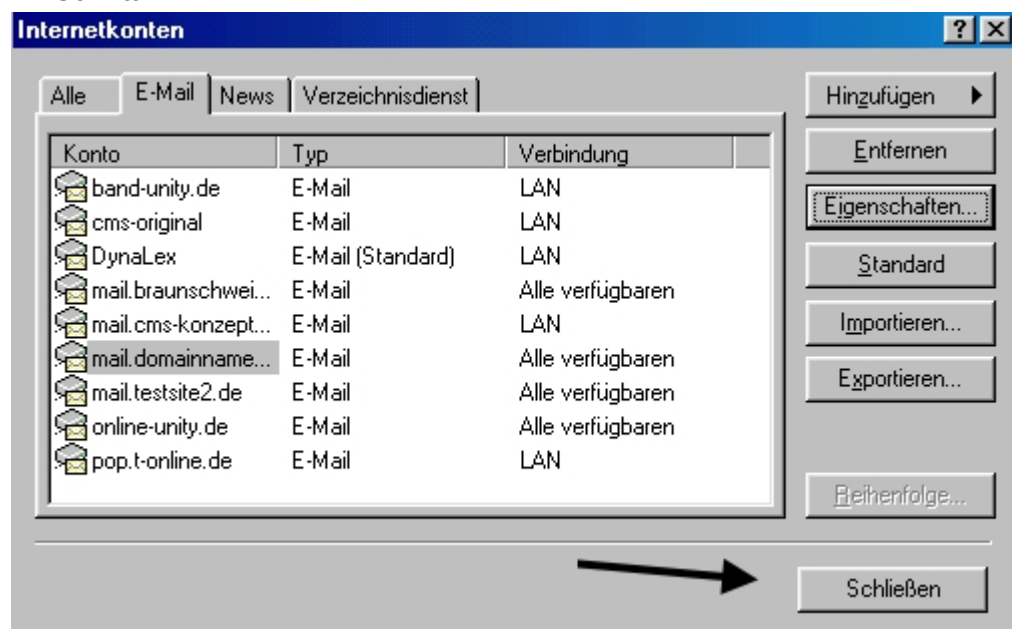 Internetkonten
Alle E-Mail News Verzeichnisdienst
Konto Typ Verbindung
band-unity.de E-Mail LAN
cms-original E-Mail LAN
DynaLex E-Mail (Standard) LAN
mail.braunschwei... E-Mail Alle verfügbaren
mail.cms-konzept... E-Mail LAN
mail.domainname... E-Mail Alle verfügbaren
mail.testsite2.de E-Mail Alle verfügbaren
online-unity.de E-Mail Alle verfügbaren
pop.t-online.de E-Mail LAN
Hinzufügen
Entfernen
Eigenschaften...
Standard
Importieren...
Exportieren...
Reihenfolge...
Schließen